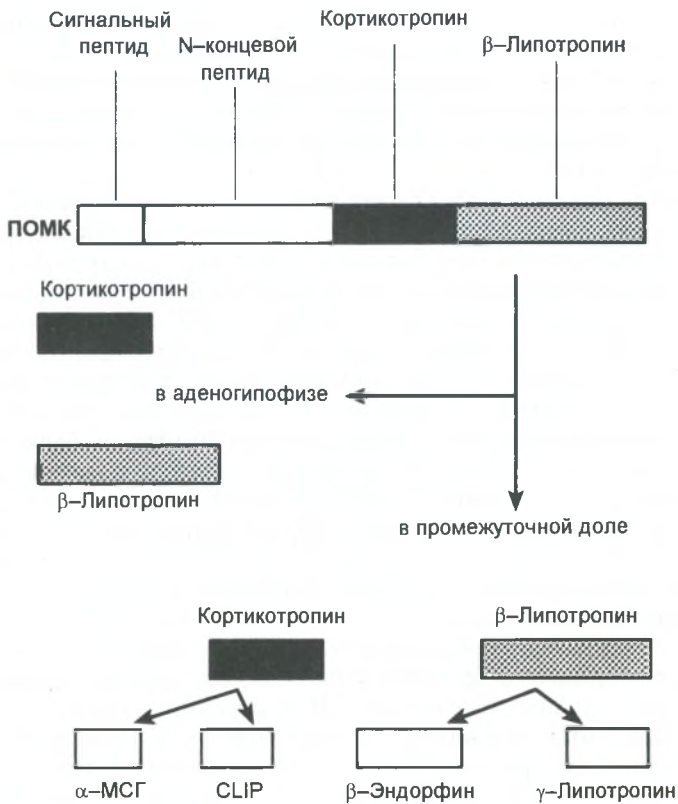 Сигнальный
пептид
N–концевой
пептид
Кортикотропин
β–Липотропин
ПОМК
Кортикотропин
в аденогипофизе
β–Липотропин
в промежуточной доле
Кортикотропин
β–Липотропин
α–МСГ
CLIP
β–Эндорфин
γ–Липотропин